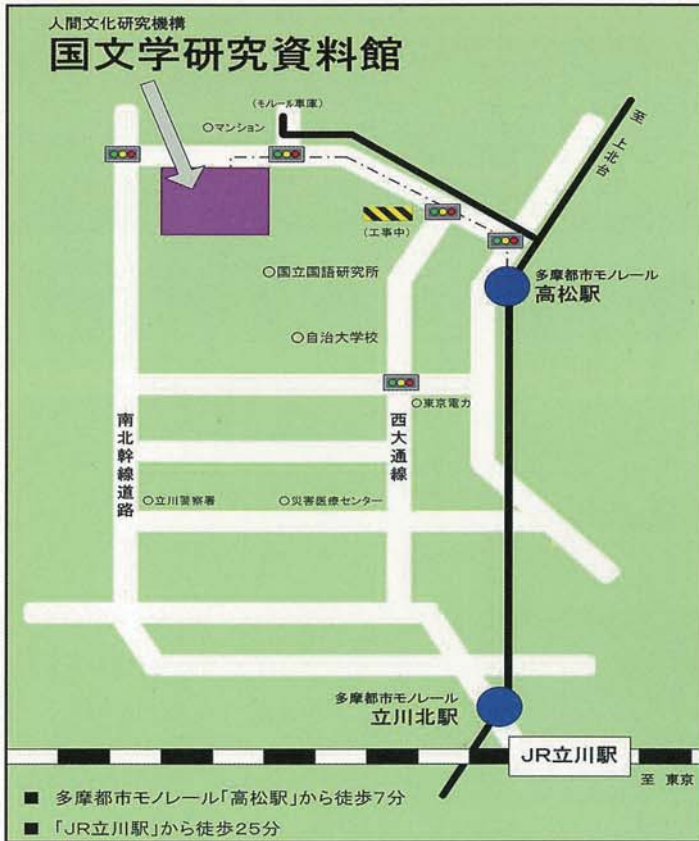 人間文化研究機構
国文学研究資料館
(モノレール車庫)
○マンション
至 上北台
(工事中)
○国立国語研究所
多摩都市モノレール
高松駅
○自治大学校
○東京電力
南北幹線道路
西大通線
○立川警察署
○災害医療センター
多摩都市モノレール
立川北駅
JR立川駅
至 東京
■ 多摩都市モノレール「高松駅」から徒歩7分
■ 「JR立川駅」から徒歩25分